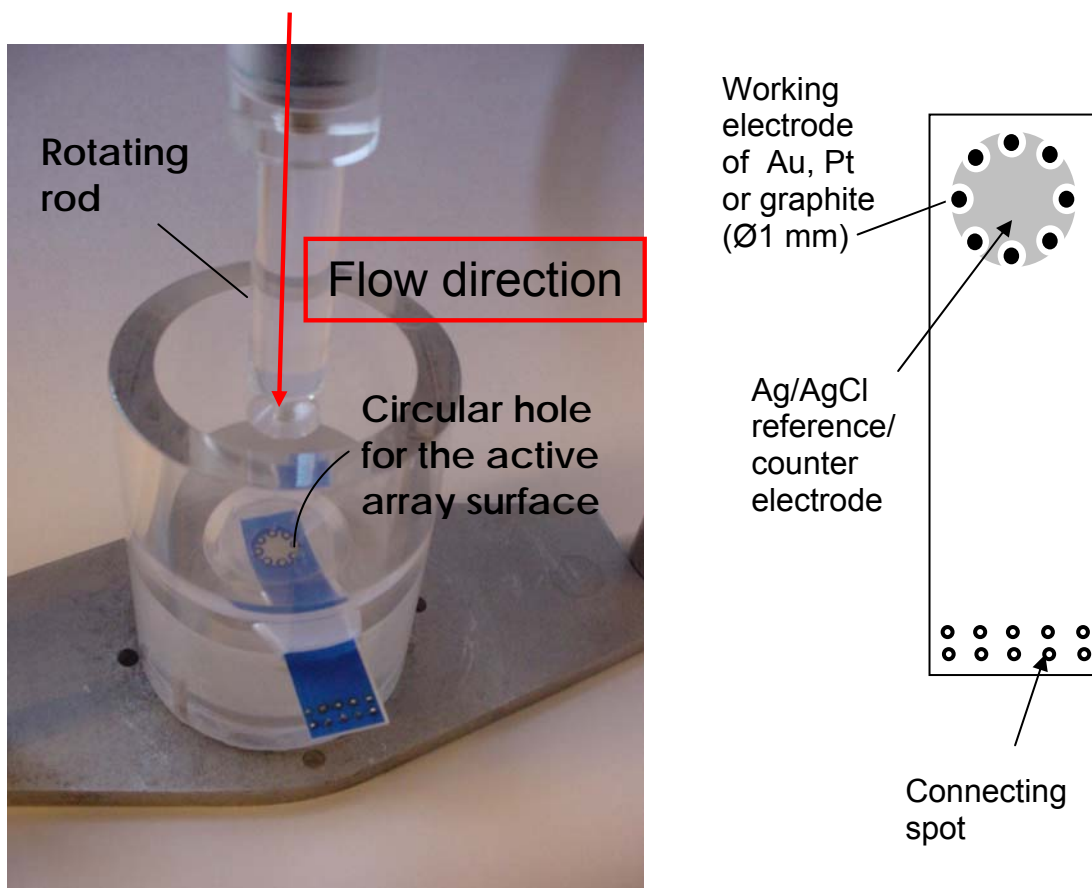 Rotating
rod
Flow direction
Circular hole
for the active
array surface
Working
electrode
of Au, Pt
or graphite
(Ø1 mm)
Ag/AgCl
reference/
counter
electrode
Connecting
spot